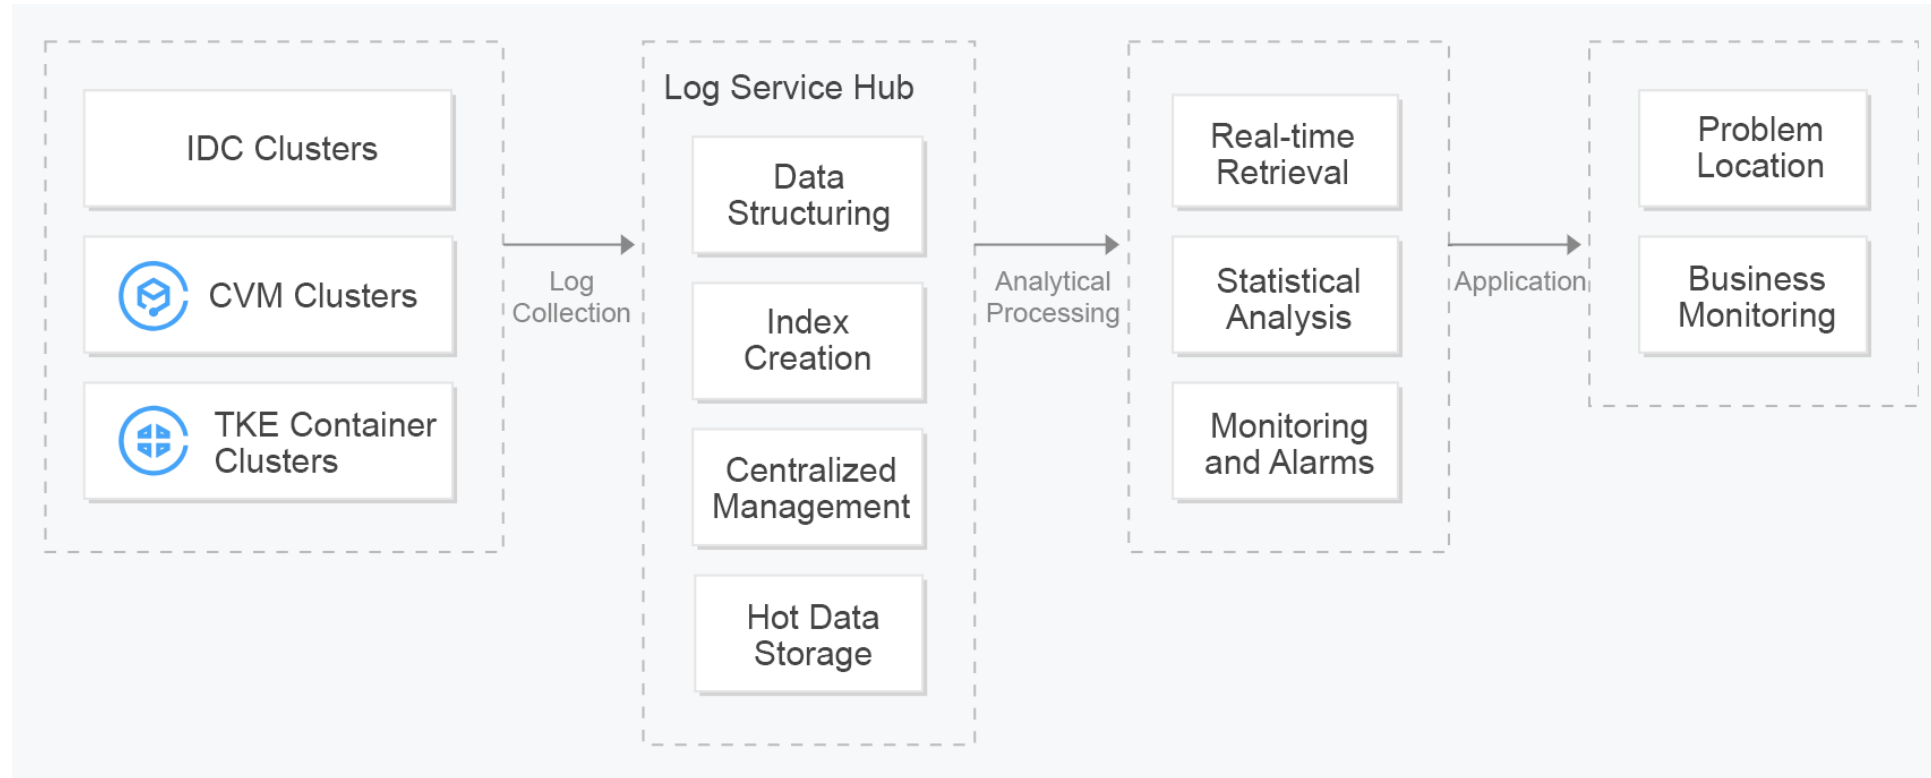 IDC Clusters
CVM Clusters
TKE Container
Clusters
Log
Collection
Log Service Hub
Data
Structuring
Index
Creation
Centralized
Management
Hot Data
Storage
Analytical
Processing
Real-time
Retrieval
Statistical
Analysis
Monitoring
and Alarms
Application
Problem
Location
Business
Monitoring